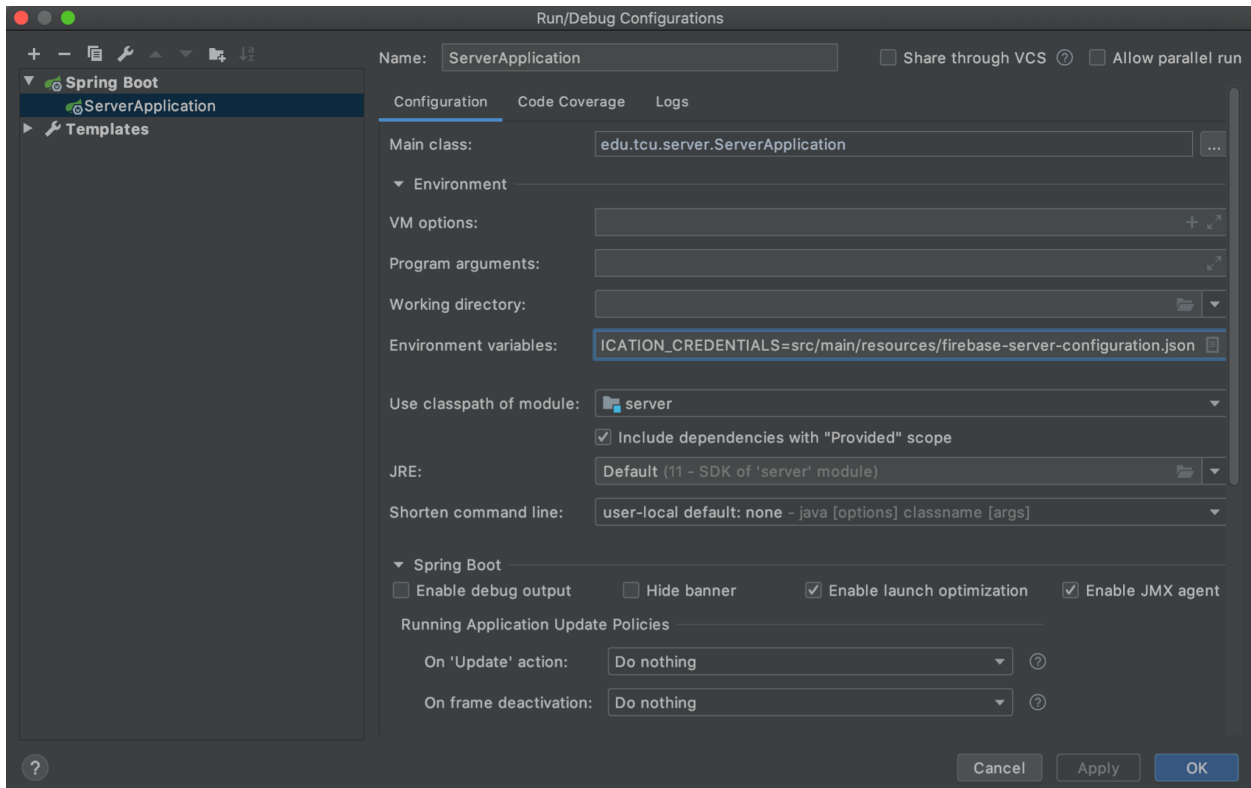 Run/Debug Configurations
Name: ServerApplication Share through VCS ? Allow parallel run
Spring Boot
ServerApplication
Templates
Configuration Code Coverage Logs
Main class: edu.tcu.server.ServerApplication ...
Environment
VM options:
Program arguments:
Working directory:
Environment variables: ICATION_CREDENTIALS=src/main/resources/firebase-server-configuration.json
Use classpath of module: server
Include dependencies with "Provided" scope
JRE: Default (11 - SDK of 'server' module)
Shorten command line: user-local default: none - java [options] classname [args]
Spring Boot
Enable debug output Hide banner Enable launch optimization Enable JMX agent
Running Application Update Policies
On 'Update' action: Do nothing ?
On frame deactivation: Do nothing ?
? Cancel Apply OK